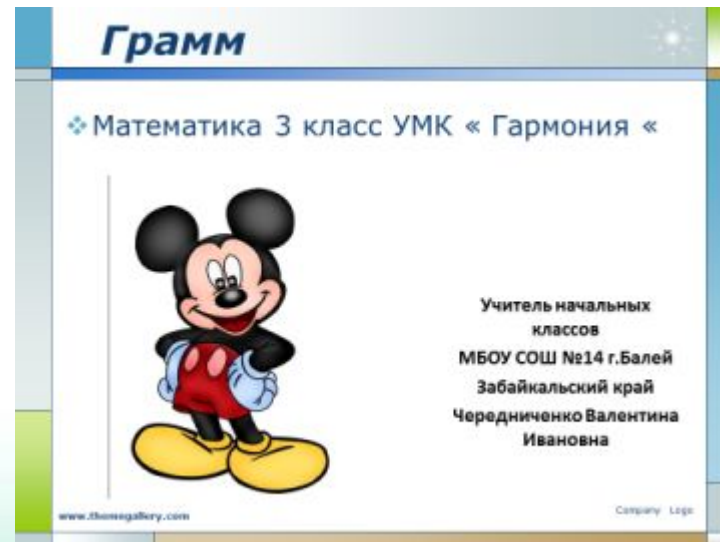 Грамм
Математика 3 класс УМК « Гармония «
Учитель начальных
классов
МБОУ СОШ №14 г.Балей
Забайкальский край
Чередниченко Валентина
Ивановна
www.themegallery.com
Company Logo